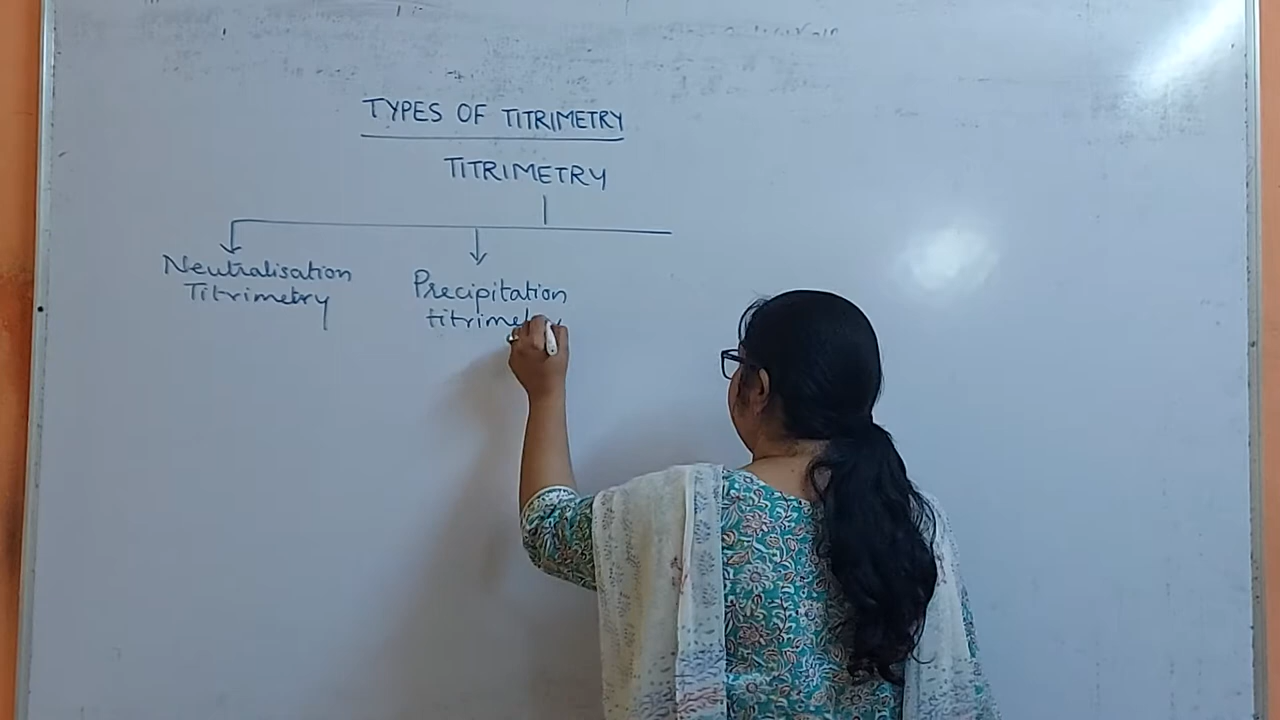 TYPES OF TITRIMETRY
TITRIMETRY
Neutralisation
Titrimetry
Precipitation